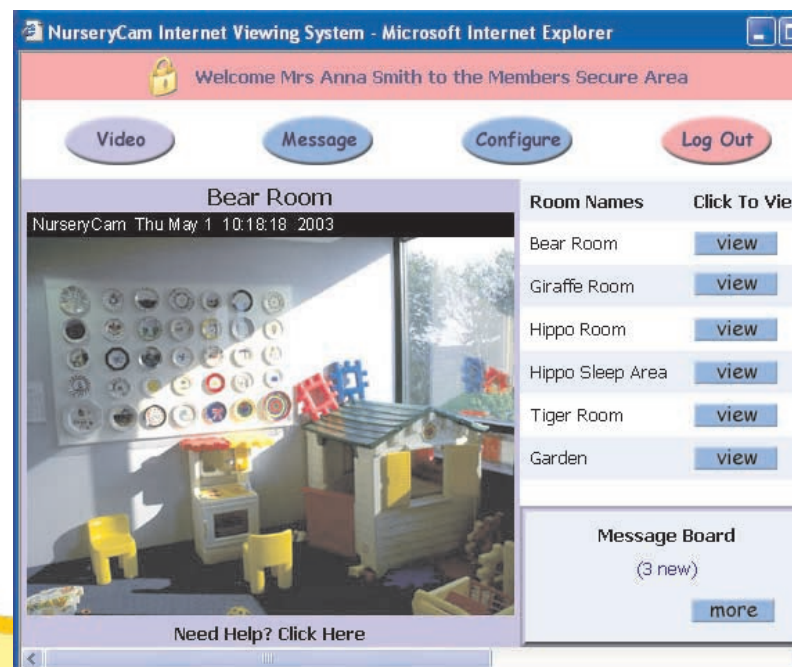 NurseryCam Internet Viewing System - Microsoft Internet Explorer
Welcome Mrs Anna Smith to the Members Secure Area
Video Message Configure Log Out
Bear Room
NurseryCam Thu May 1 10:18:18 2003
Need Help? Click Here
Room Names Click To Vie
Bear Room view
Giraffe Room view
Hippo Room view
Hippo Sleep Area view
Tiger Room view
Garden view
Message Board
(3 new)
more